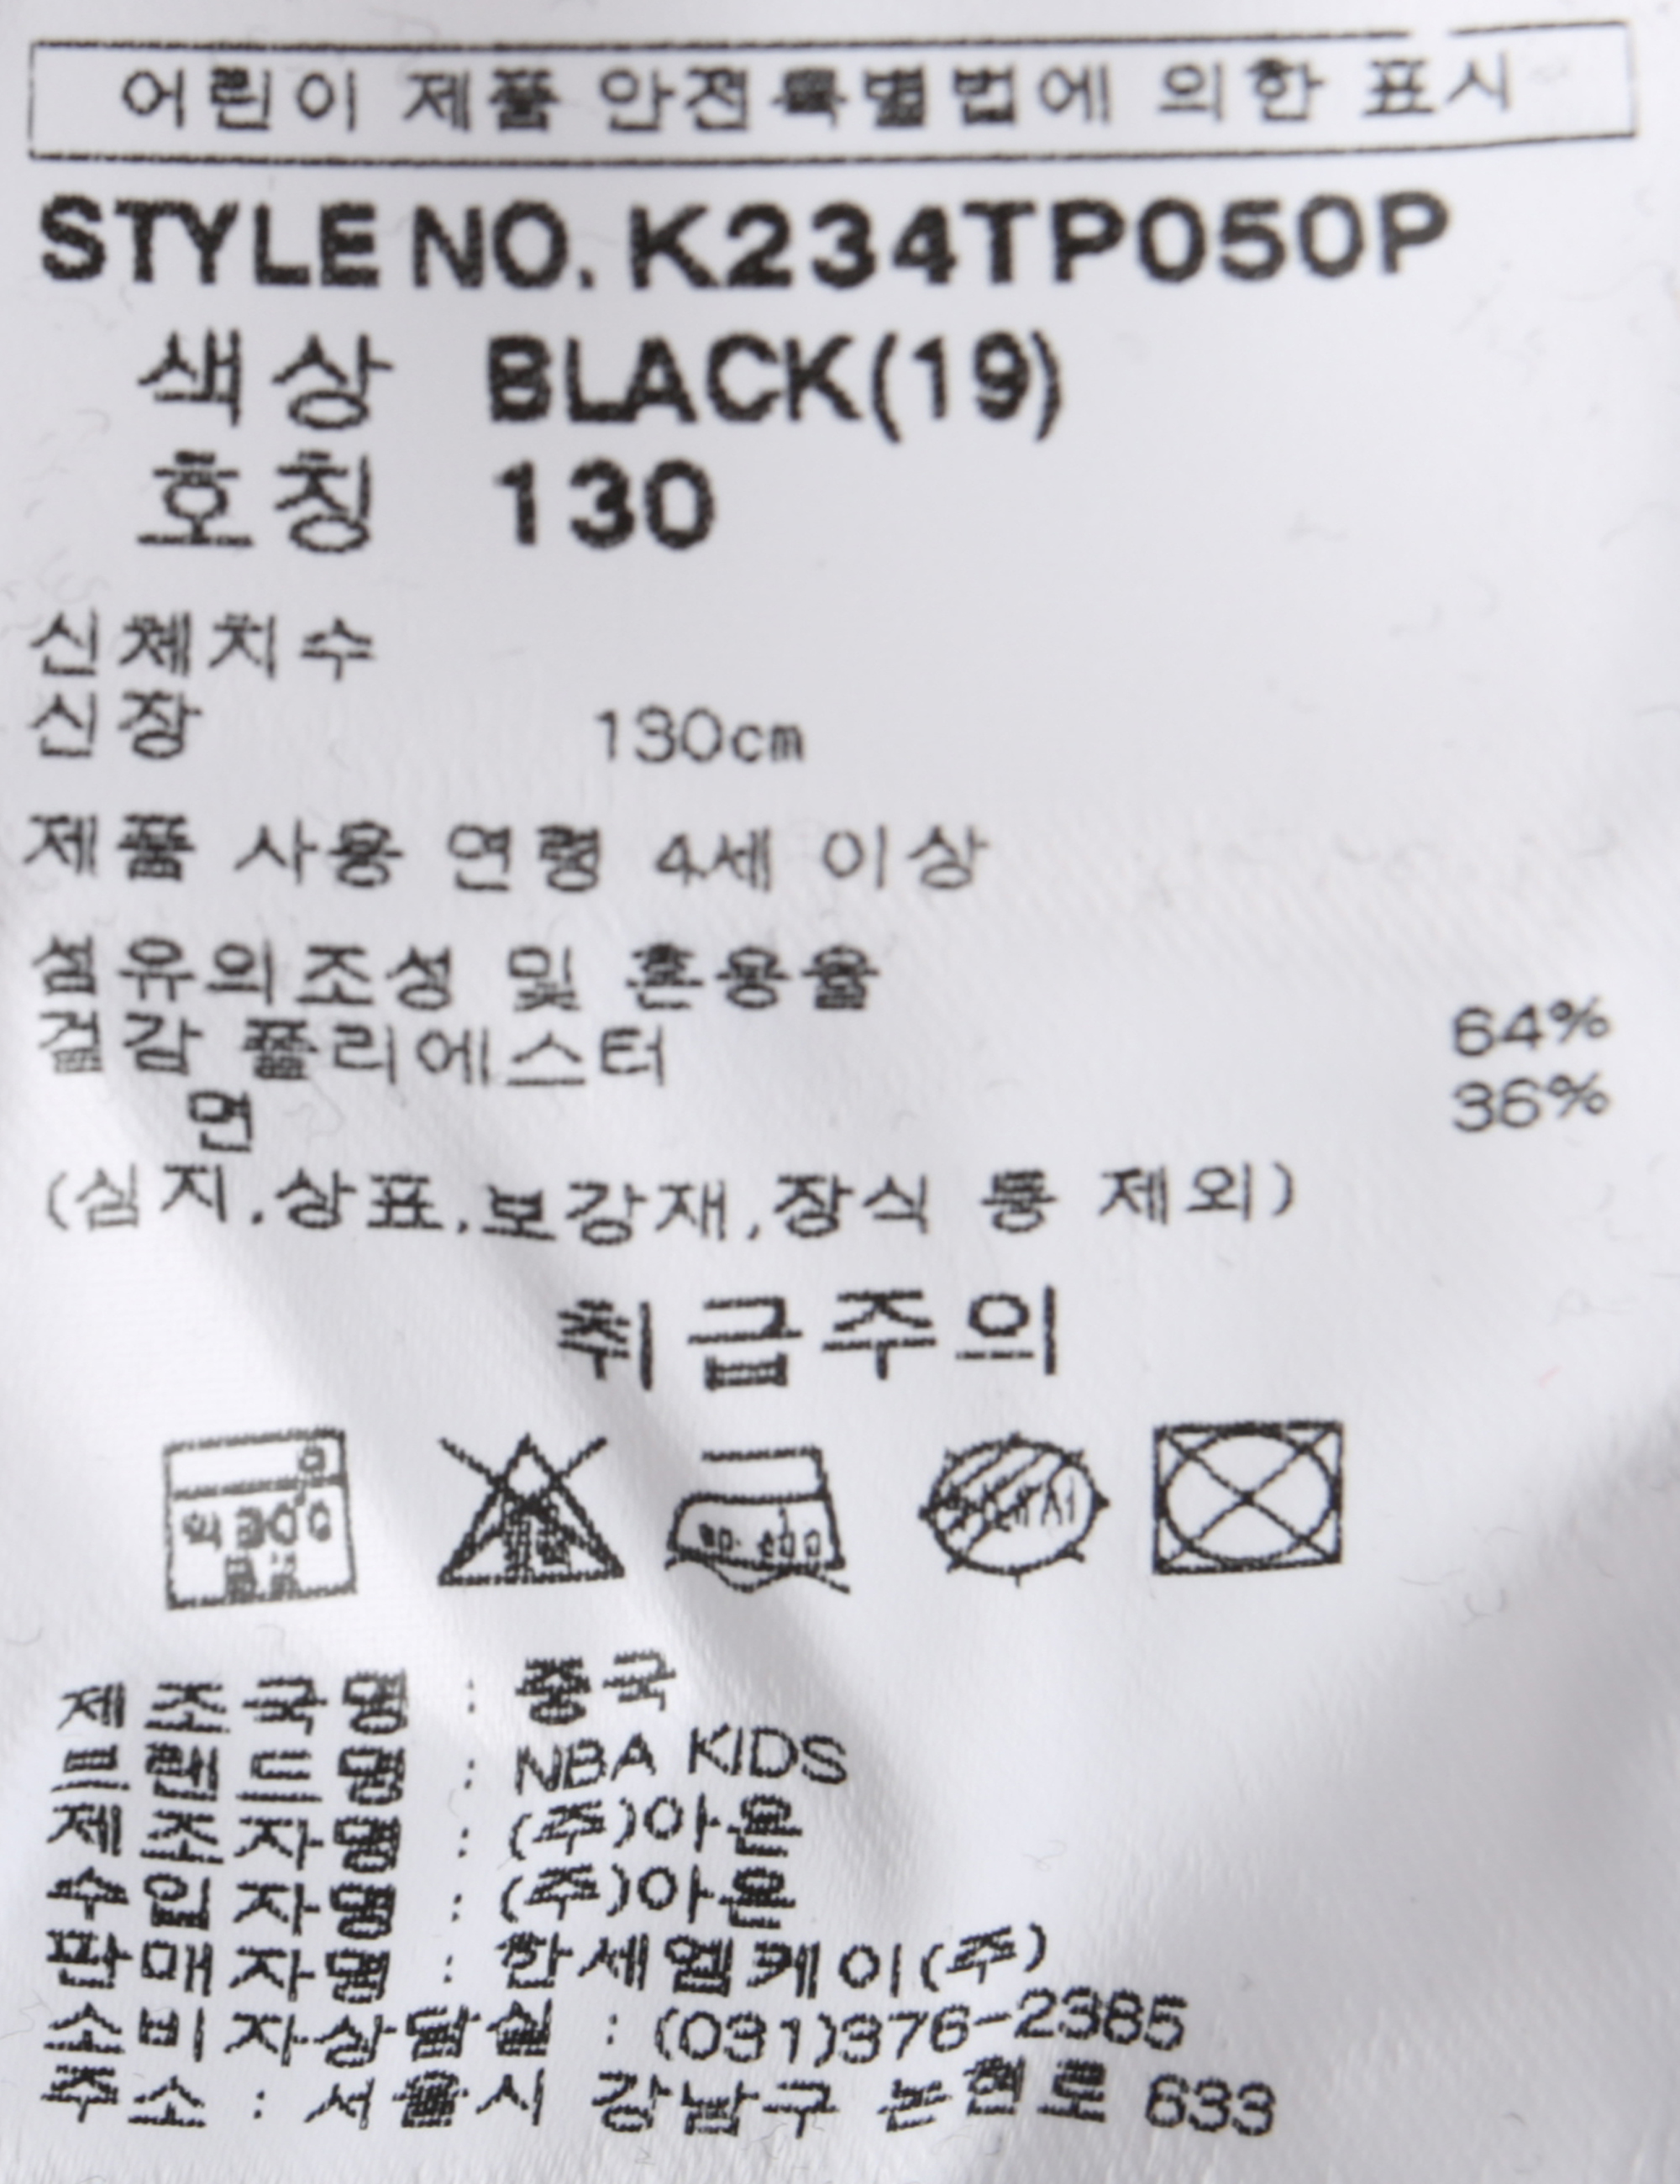 어린이 제품 안전특별법에 의한 표시
STYLE NO. K234TP050P
색상 BLACK(19)
호칭 130
신체치수
신장 130cm
제품 사용 연령 4세 이상
섬유의조성 및 혼용율
겉감 폴리에스터 64%
면 36%
(심지,상표,보강재,장식 등 제외)
취급주의
약 30℃
중성
제조국명 : 중국
브랜드명 : NBA KIDS
제조자명 : (주)아온
수입자명 : (주)아온
판매자명 : 한세엠케이(주)
소비자상담실 : (031)376-2385
주소 : 서울시 강남구 논현로 633